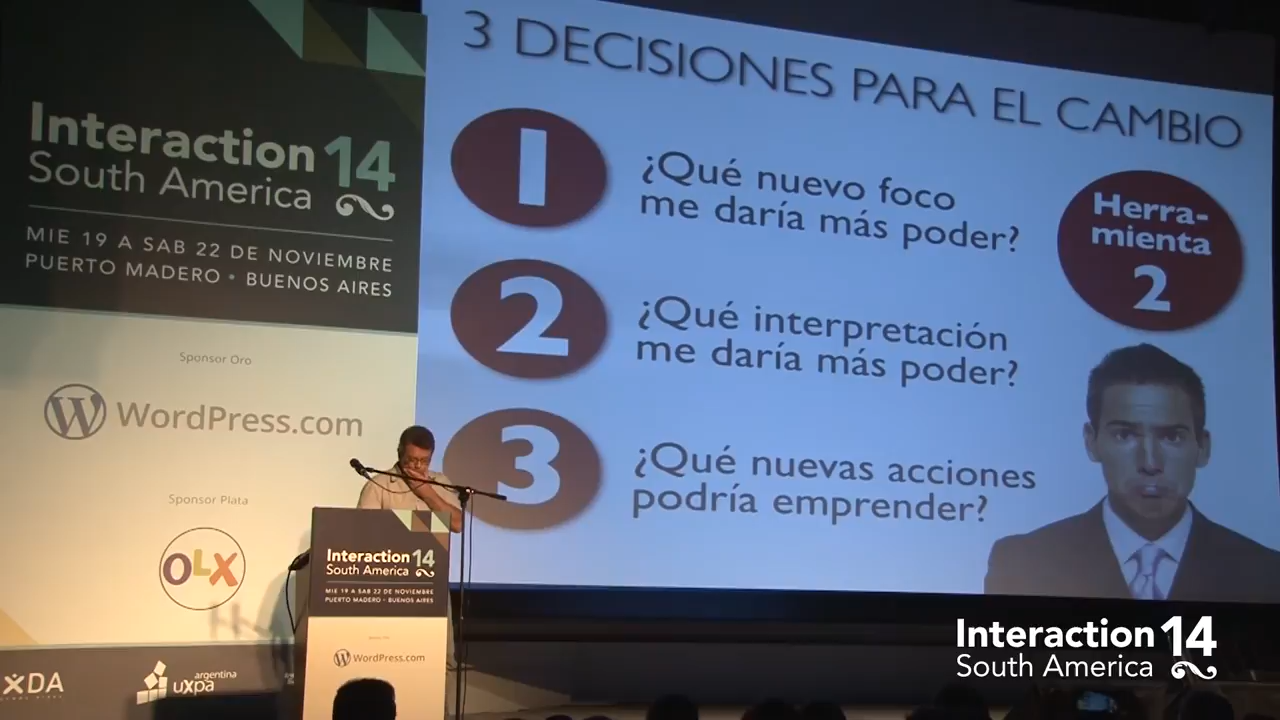 Interaction 14
South America
MIE 19 A SAB 22 DE NOVIEMBRE
PUERTO MADERO • BUENOS AIRES
Sponsor Oro
WordPress.com
Sponsor Plata
OLX
XDA
argentina
uxpa
3 DECISIONES PARA EL CAMBIO
1
¿Qué nuevo foco
me daría más poder?
2
¿Qué interpretación
me daría más poder?
3
¿Qué nuevas acciones
podría emprender?
Herra-
mienta
2
Interaction 14
South America
MIE 19 A SAB 22 DE NOVIEMBRE
PUERTO MADERO • BUENOS AIRES
WordPress.com
Interaction 14
South America